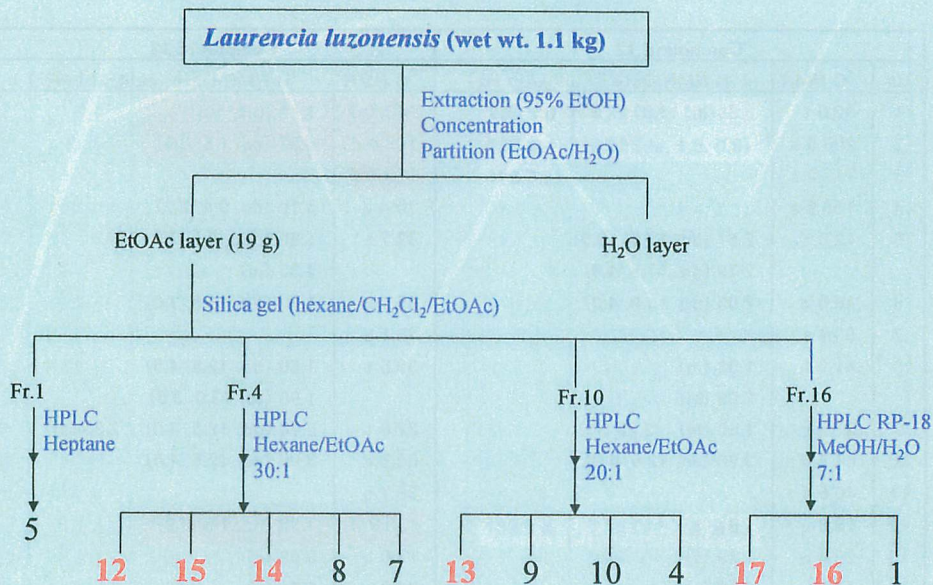 Laurencia luzonensis (wet wt. 1.1 kg)
Extraction (95% EtOH)
Concentration
Partition (EtOAc/H₂O)
EtOAc layer (19 g)
H₂O layer
Silica gel (hexane/CH₂Cl₂/EtOAc)
Fr.1
HPLC
Heptane
5
Fr.4
HPLC
Hexane/EtOAc
30:1
12 15 14 8 7
Fr.10
HPLC
Hexane/EtOAc
20:1
13 9 10 4
Fr.16
HPLC RP-18
MeOH/H₂O
7:1
17 16 1